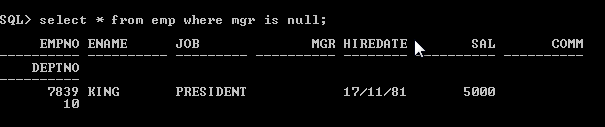 SQL> select * from emp where mgr is null;
EMPNO ENAME JOB MGR HIREDATE SAL COMM
DEPTNO
7839 KING PRESIDENT 17/11/81 5000
10